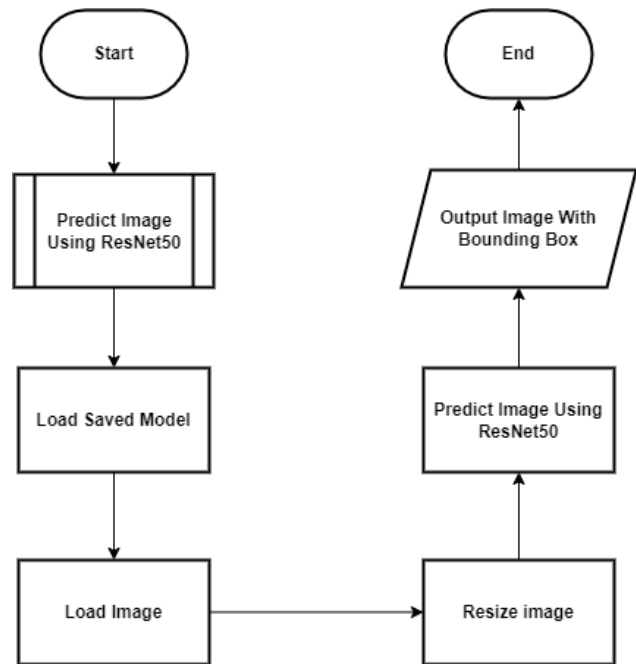 Start
Predict Image
Using ResNet50
Load Saved Model
Load Image
Resize image
Predict Image Using
ResNet50
Output Image With
Bounding Box
End